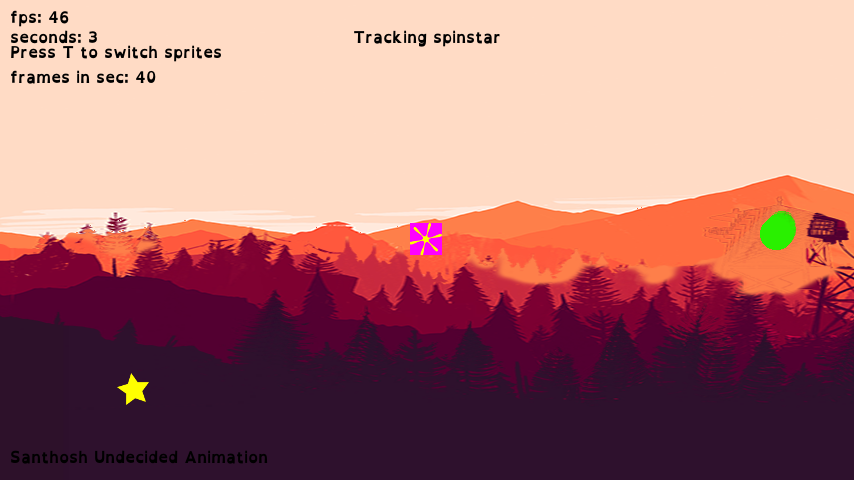 fps: 46
seconds: 3
Press T to switch sprites
frames in sec: 40
Tracking spinstar
Santhosh Undecided Animation